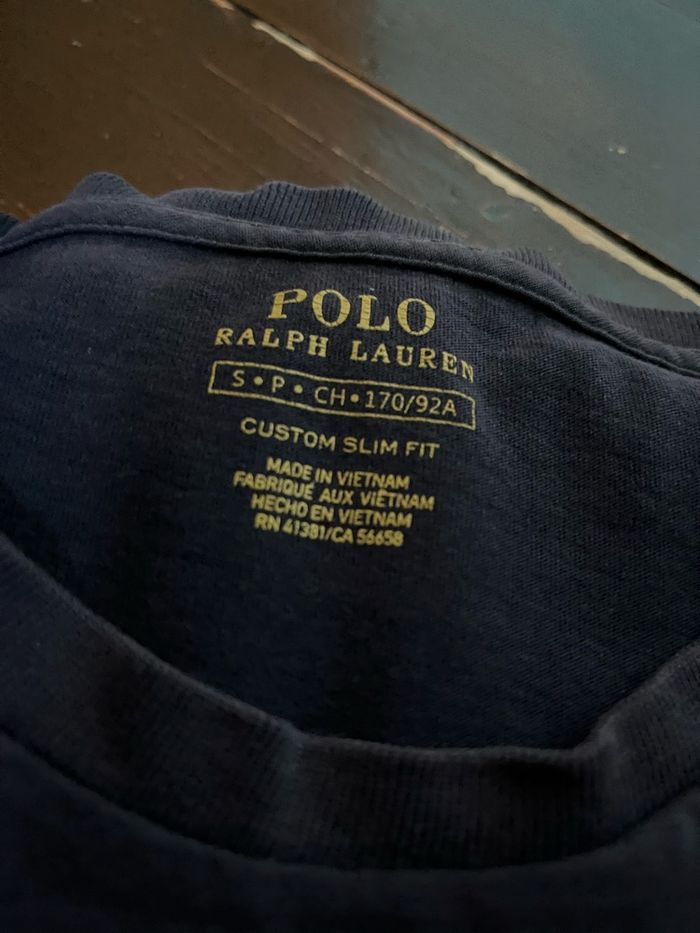 POLO
RALPH LAUREN
S • P • CH • 170/92A
CUSTOM SLIM FIT
MADE IN VIETNAM
FABRIQUÉ AUX VIÊTNAM
HECHO EN VIETNAM
RN 41381/CA 56658